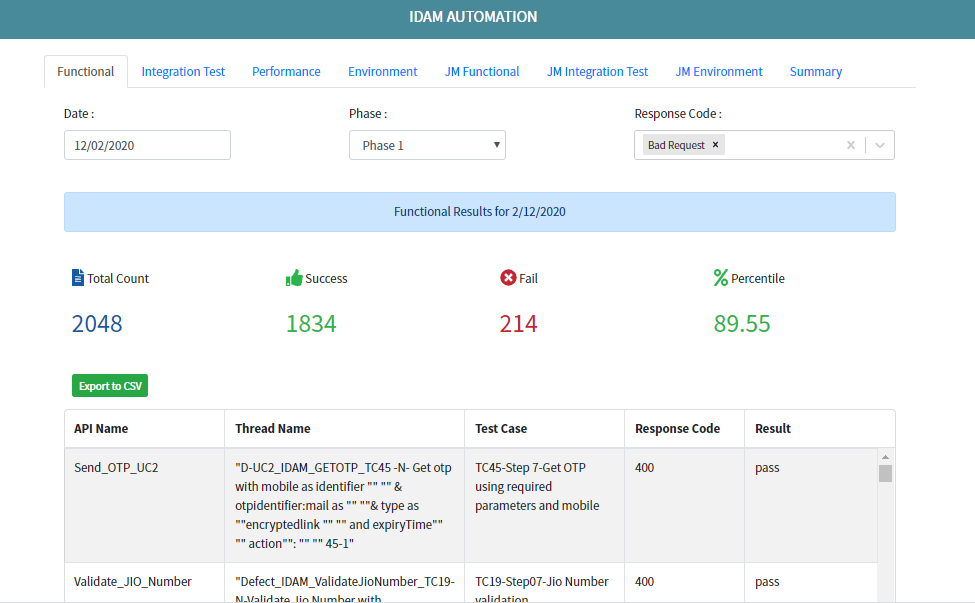 IDAM AUTOMATION
Functional Integration Test Performance Environment JM Functional JM Integration Test JM Environment Summary
Date : Phase : Response Code :
12/02/2020 Phase 1 Bad Request
Functional Results for 2/12/2020
Total Count Success Fail Percentile
2048 1834 214 89.55
Export to CSV
API Name Thread Name Test Case Response Code Result
Send_OTP_UC2 "D-UC2_IDAM_GETOTP_TC45 -N- Get otp TC45-Step 7-Get OTP 400 pass
with mobile as identifier "" "" & using required
otpidentifier:mail as "" ""& type as parameters and mobile
""encryptedlink "" "" and expiryTime""
"" action"": "" "" 45-1"
Validate_JIO_Number "Defect_IDAM_ValidateJioNumber_TC19- TC19-Step07-Jio Number 400 pass
N-Validate Jio Number with validation